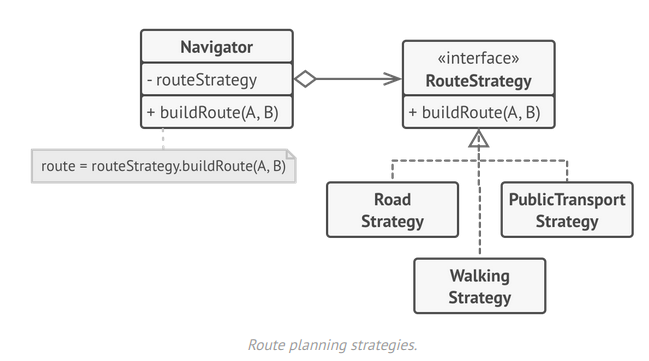 Navigator
- routeStrategy
+ buildRoute(A, B)
route = routeStrategy.buildRoute(A, B)
«interface»
RouteStrategy
+ buildRoute(A, B)
Road
Strategy
PublicTransport
Strategy
Walking
Strategy
Route planning strategies.